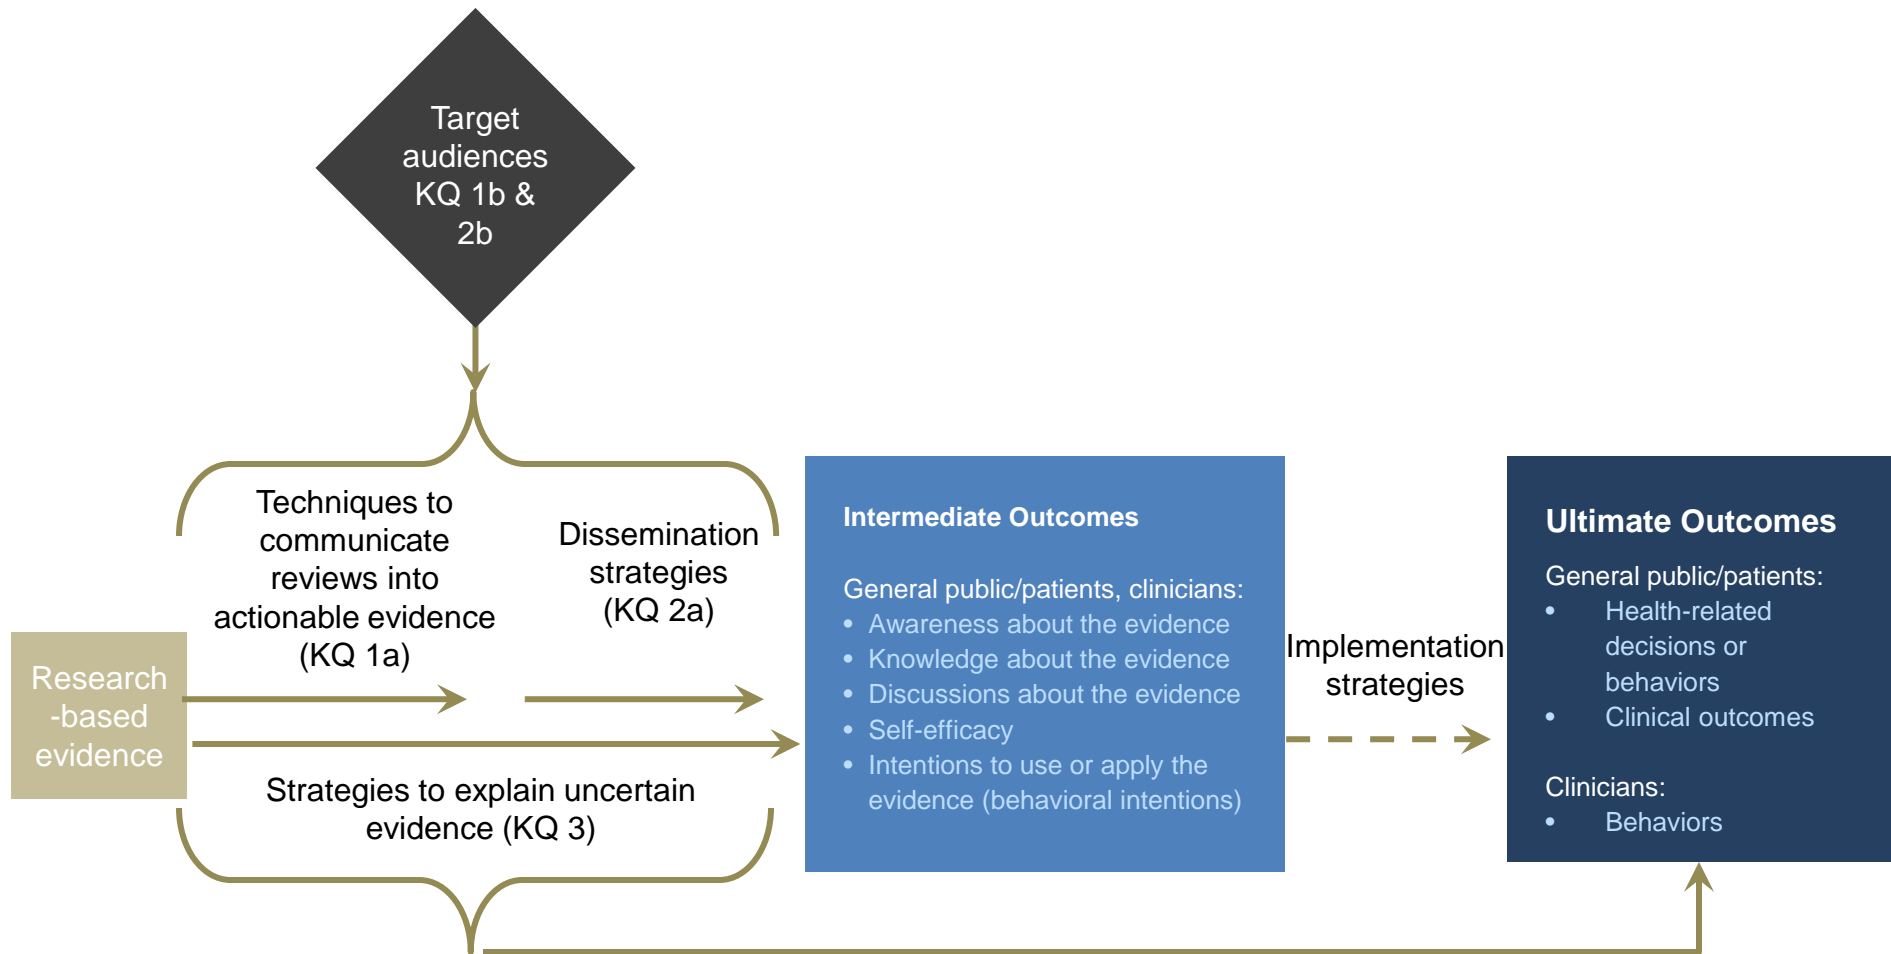 Target
audiences
KQ 1b &
2b
Techniques to
communicate
reviews into
actionable evidence
(KQ 1a)
Dissemination
strategies
(KQ 2a)
Research
-based
evidence
Strategies to explain uncertain
evidence (KQ 3)
Intermediate Outcomes
General public/patients, clinicians:
• Awareness about the evidence
• Knowledge about the evidence
• Discussions about the evidence
• Self-efficacy
• Intentions to use or apply the
evidence (behavioral intentions)
Implementation
strategies
Ultimate Outcomes
General public/patients:
• Health-related
decisions or
behaviors
• Clinical outcomes
Clinicians:
• Behaviors